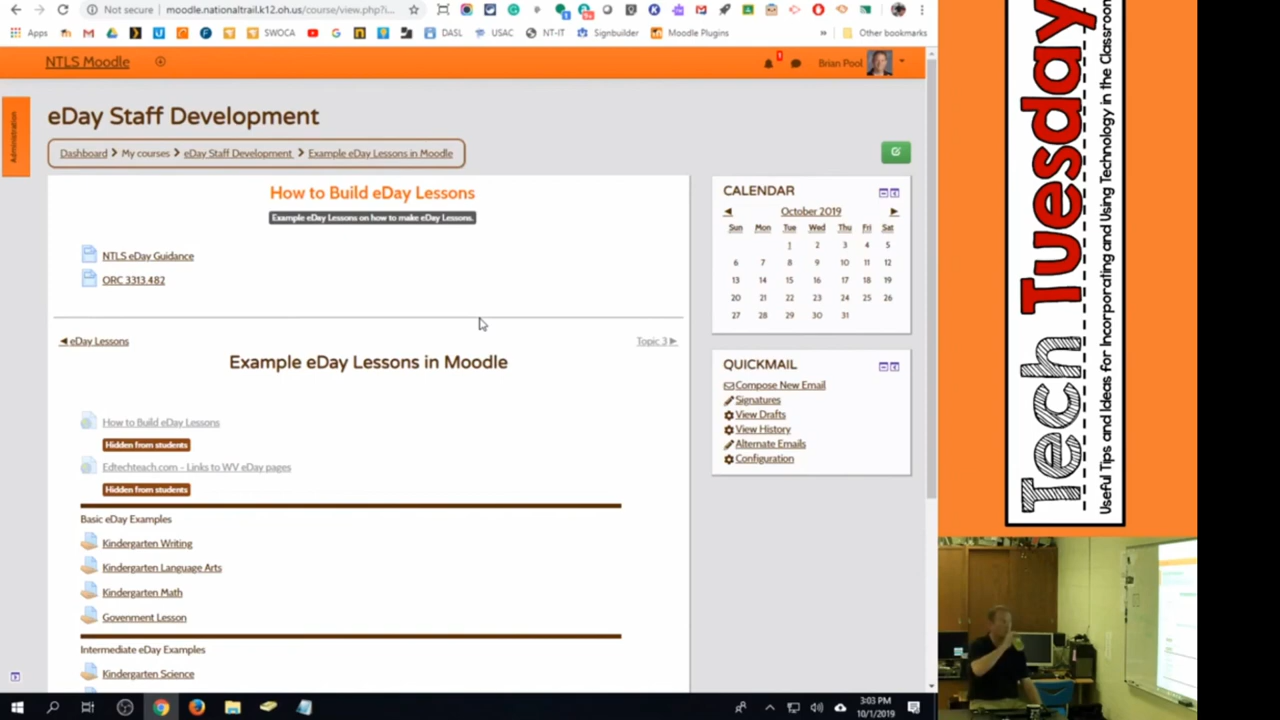 Not secure | moodle.nationaltrail.k12.oh.us/course/view.php?i...
Apps
SWOCA
DASL
USAC
NT-IT
Signbuilder
Moodle Plugins
»
Other bookmarks
NTLS Moodle
1
Brian Pool
Administration
eDay Staff Development
Dashboard > My courses > eDay Staff Development > Example eDay Lessons in Moodle
How to Build eDay Lessons
Example eDay Lessons on how to make eDay Lessons.
NTLS eDay Guidance
ORC 3313.482
◀ eDay Lessons
Topic 3 ▶
Example eDay Lessons in Moodle
How to Build eDay Lessons
Hidden from students
Edtechteach.com - Links to WV eDay pages
Hidden from students
Basic eDay Examples
Kindergarten Writing
Kindergarten Language Arts
Kindergarten Math
Govenment Lesson
Intermediate eDay Examples
Kindergarten Science
CALENDAR
◀ October 2019 ▶
Sun Mon Tue Wed Thu Fri Sat
1 2 3 4 5
6 7 8 9 10 11 12
13 14 15 16 17 18 19
20 21 22 23 24 25 26
27 28 29 30 31
QUICKMAIL
Compose New Email
Signatures
View Drafts
View History
Alternate Emails
Configuration
3:03 PM
10/1/2019
Tech Tuesday
Useful Tips and Ideas for Incorporating and Using Technology in the Classroom